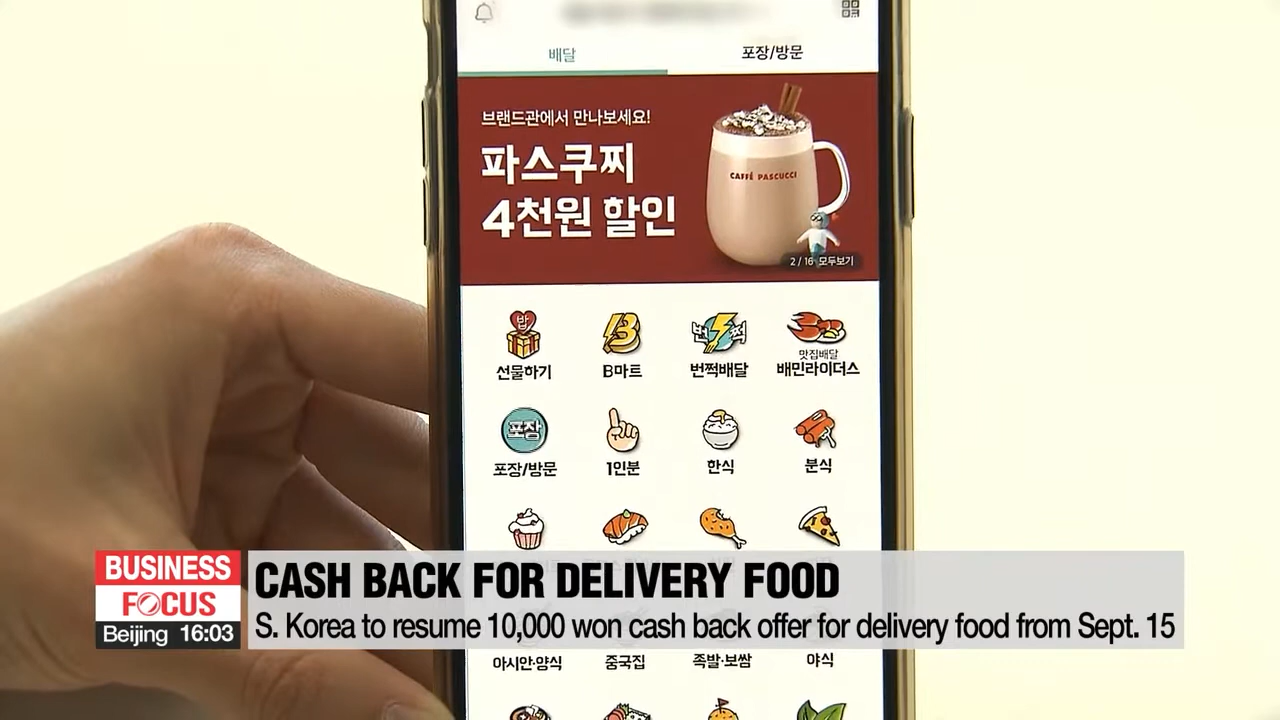 배달
포장/방문
브랜드관에서 만나보세요!
파스쿠찌
4천원 할인
CAFFÉ PASCUCCI
2 / 16 모두보기
밥
선물하기
B마트
번쩍
번쩍배달
맛집배달
배민라이더스
포장
포장/방문
1인분
한식
분식
BUSINESS
FOCUS
Beijing 16:03
CASH BACK FOR DELIVERY FOOD
S. Korea to resume 10,000 won cash back offer for delivery food from Sept. 15
아시안·양식
중국집
족발·보쌈
야식